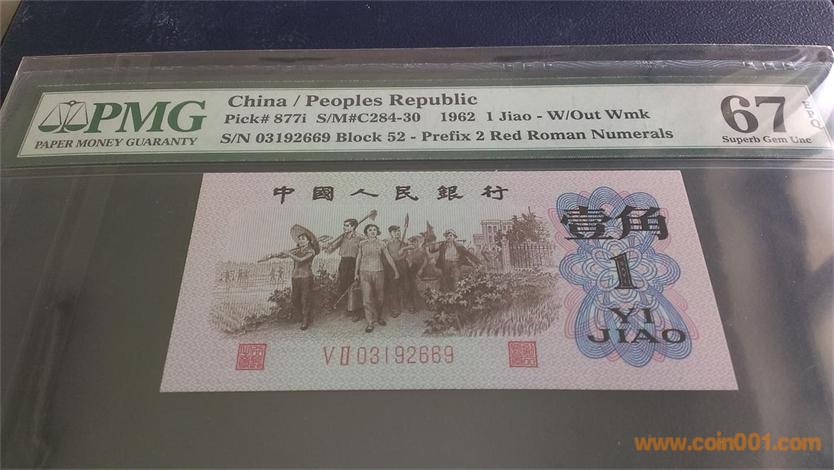 PMG
PAPER MONEY GUARANTY
China / Peoples Republic
Pick# 877i S/M#C284-30 1962 1 Jiao - W/Out Wmk
S/N 03192669 Block 52 - Prefix 2 Red Roman Numerals
67 EPQ
Superb Gem Unc
中國人民銀行
壹角
1
YI
JIAO
V II 03192669
www.coin001.com